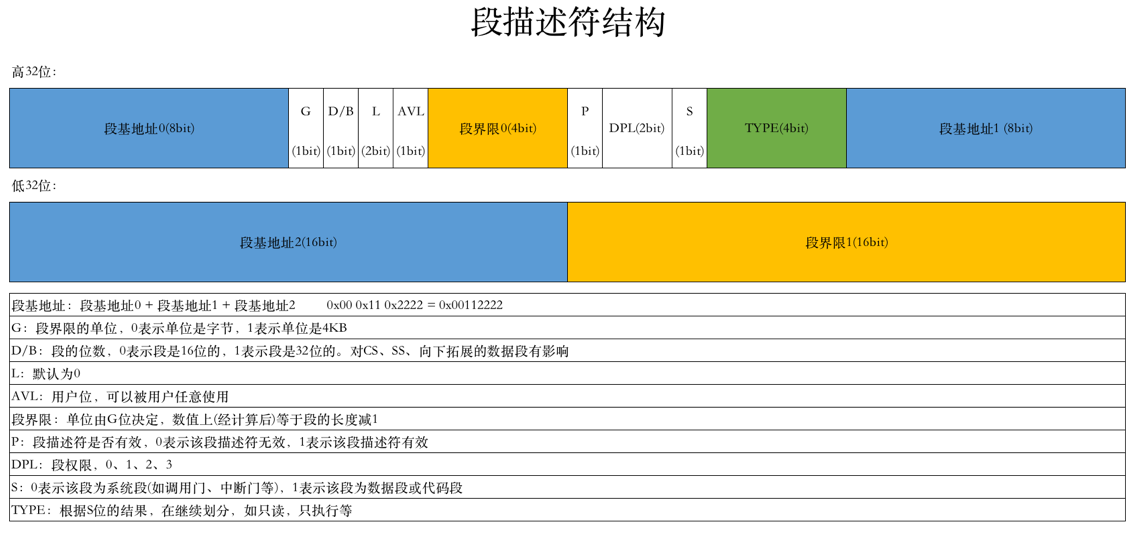 段描述符结构
高32位：
段基地址0(8bit)
G
(1bit)
D/B
(1bit)
L
(2bit)
AVL
(1bit)
段界限0(4bit)
P
(1bit)
DPL(2bit)
S
(1bit)
TYPE(4bit)
段基地址1 (8bit)
低32位：
段基地址2(16bit)
段界限1(16bit)
段基地址：段基地址0 + 段基地址1 + 段基地址2 0x00 0x11 0x2222 = 0x00112222
G：段界限的单位，0表示单位是字节，1表示单位是4KB
D/B：段的位数，0表示段是16位的，1表示段是32位的。对CS、SS、向下拓展的数据段有影响
L：默认为0
AVL：用户位，可以被用户任意使用
段界限：单位由G位决定，数值上(经计算后)等于段的长度减1
P：段描述符是否有效，0表示该段描述符无效，1表示该段描述符有效
DPL：段权限，0、1、2、3
S：0表示该段为系统段(如调用门、中断门等)，1表示该段为数据段或代码段
TYPE：根据S位的结果，在继续划分，如只读，只执行等